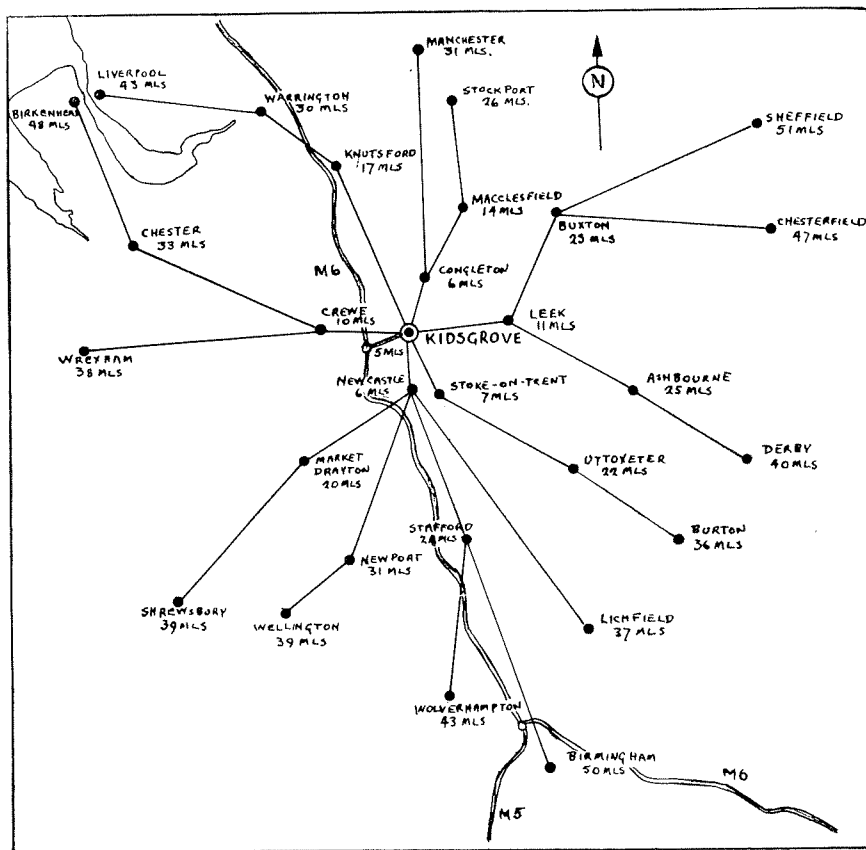 MANCHESTER
31 MLS.
N
LIVERPOOL
43 MLS
STOCKPORT
26 MLS.
WARRINGTON
30 MLS
BIRKENHEAD
48 MLS
SHEFFIELD
51 MLS
KNUTSFORD
17 MLS
MACCLESFIELD
14 MLS
BUXTON
23 MLS
CHESTERFIELD
47 MLS
CHESTER
33 MLS
M6
CONGLETON
6 MLS
CREWE
10 MLS
LEEK
11 MLS
KIDSGROVE
5 MLS
WREXHAM
38 MLS
NEWCASTLE
6 MLS
STOKE-ON-TRENT
7 MLS
ASHBOURNE
25 MLS
MARKET
DRAYTON
20 MLS
UTTOXETER
22 MLS
DERBY
40 MLS
STAFFORD
MLS
BURTON
36 MLS
NEWPORT
31 MLS
SHREWSBURY
39 MLS
WELLINGTON
39 MLS
LICHFIELD
37 MLS
WOLVERHAMPTON
43 MLS
BIRMINGHAM
50 MLS
M6
M5